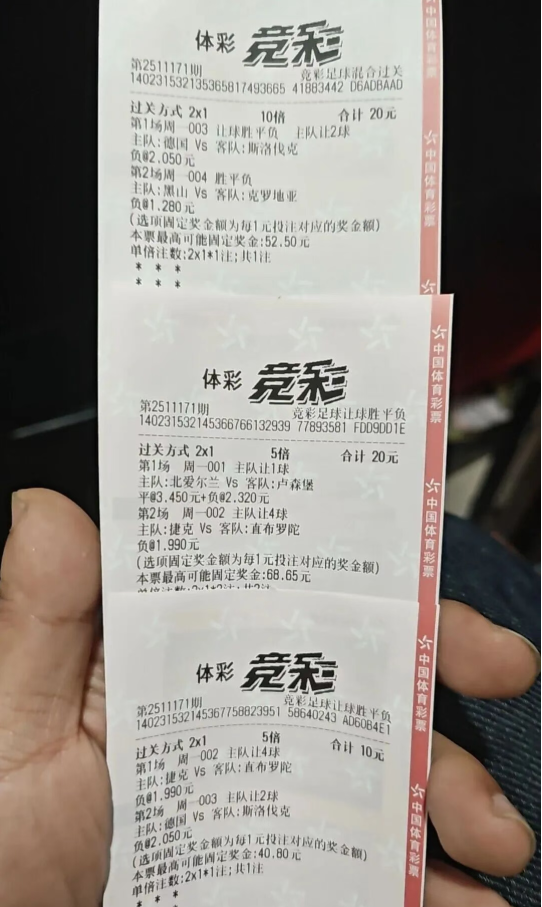 体彩 竞彩
第2511171期 竞彩足球混合过关
140231532135365817493665 41883442 D6ADBAAD
过关方式 2x1 10倍 合计 20元
第1场周一003 让球胜平负 主队让2球
主队:德国 Vs 客队:斯洛伐克
负@2.050元
第2场周一004 胜平负
主队:黑山 Vs 客队:克罗地亚
负@1.280元
(选项固定奖金额为每1元投注对应的奖金额)
本票最高可能固定奖金:52.50元
单倍注数:2x1*1注;共1注
* * *
* * *
中国体育彩票
中国体育彩票
体彩 竞彩
第2511171期 竞彩足球让球胜平负
140231532145366766132939 77893581 FDD9DD1E
过关方式 2x1 5倍 合计 20元
第1场 周一001 主队让1球
主队:北爱尔兰 Vs 客队:卢森堡
平@3.450元+负@2.320元
第2场 周一002 主队让4球
主队:捷克 Vs 客队:直布罗陀
负@1.990元
(选项固定奖金额为每1元投注对应的奖金额)
本票最高可能固定奖金:68.65元
中国体育彩票
中国体育彩票
体彩 竞彩
第2511171期 竞彩足球让球胜平负
140231532145367758823951 58640243 AD60B4E1
过关方式 2x1 5倍 合计 10元
第1场 周一002 主队让4球
主队:捷克 Vs 客队:直布罗陀
负@1.990元
第2场 周一003 主队让2球
主队:德国 Vs 客队:斯洛伐克
负@2.050元
(选项固定奖金额为每1元投注对应的奖金额)
本票最高可能固定奖金:40.80元
单倍注数:2x1*1注;共1注
* * *
中国体育彩票
中国体育彩票